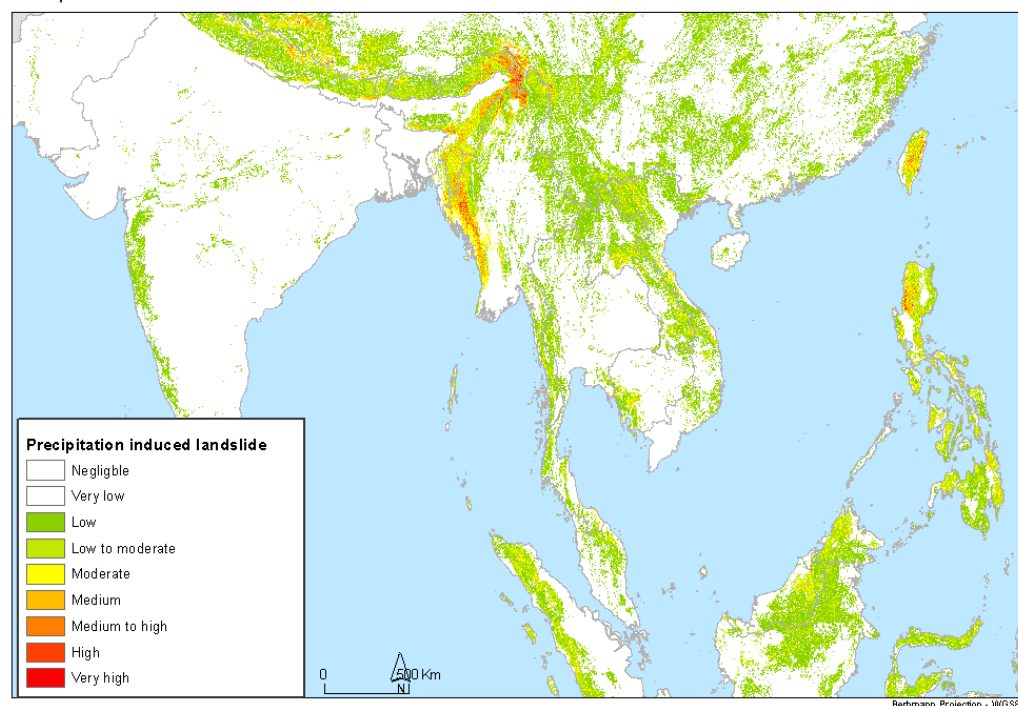 Precipitation induced landslide
Negligble
Very low
Low
Low to moderate
Moderate
Medium
Medium to high
High
Very high
0 500 Km
N